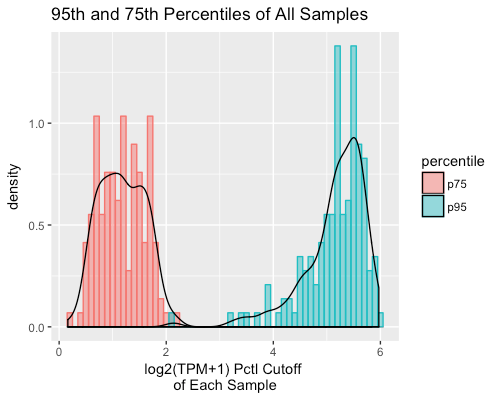 95th and 75th Percentiles of All Samples
density
1.0
0.5
0.0
0
2
4
6
log2(TPM+1) Pctl Cutoff
of Each Sample
percentile
p75
p95